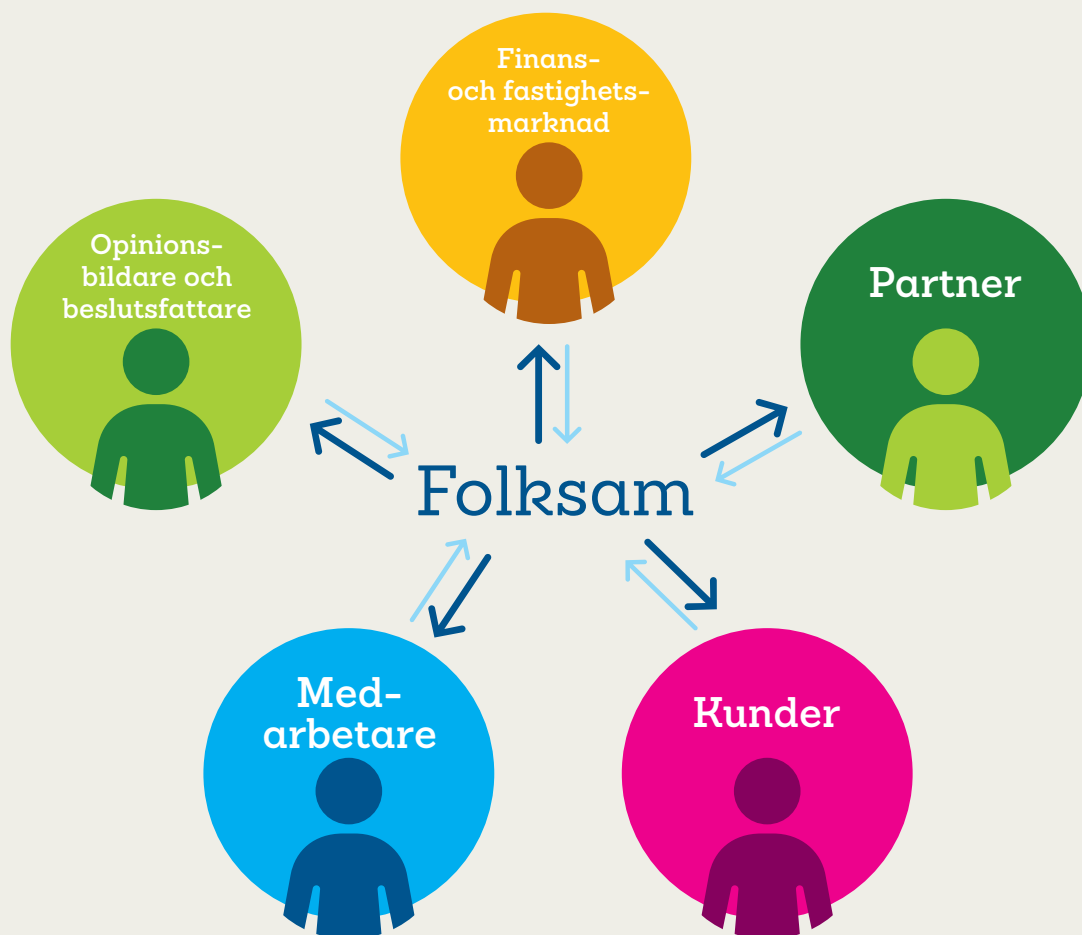 Finans-
och fastighets-
marknad
Opinions-
bildare och
beslutsfattare
Partner
Folksam
Med-
arbetare
Kunder